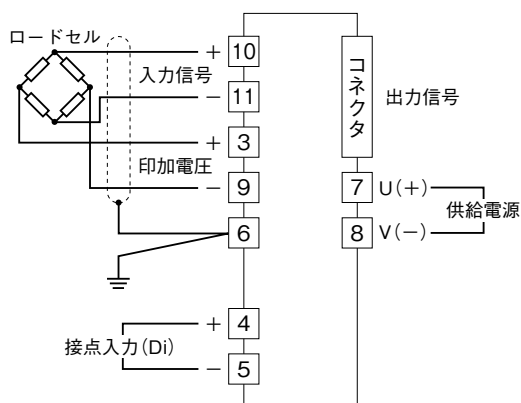 ロードセル
+ 10
入力信号
− 11
+ 3
印加電圧
− 9
6
+ 4
接点入力(Di)
− 5
コネクタ
出力信号
7 U(+)
供給電源
8 V(−)